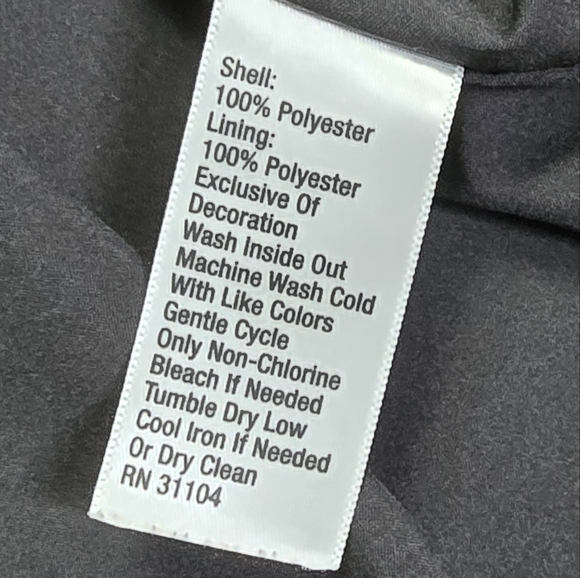 Shell:
100% Polyester
Lining:
100% Polyester
Exclusive Of
Decoration
Wash Inside Out
Machine Wash Cold
With Like Colors
Gentle Cycle
Only Non-Chlorine
Bleach If Needed
Tumble Dry Low
Cool Iron If Needed
Or Dry Clean
RN 31104